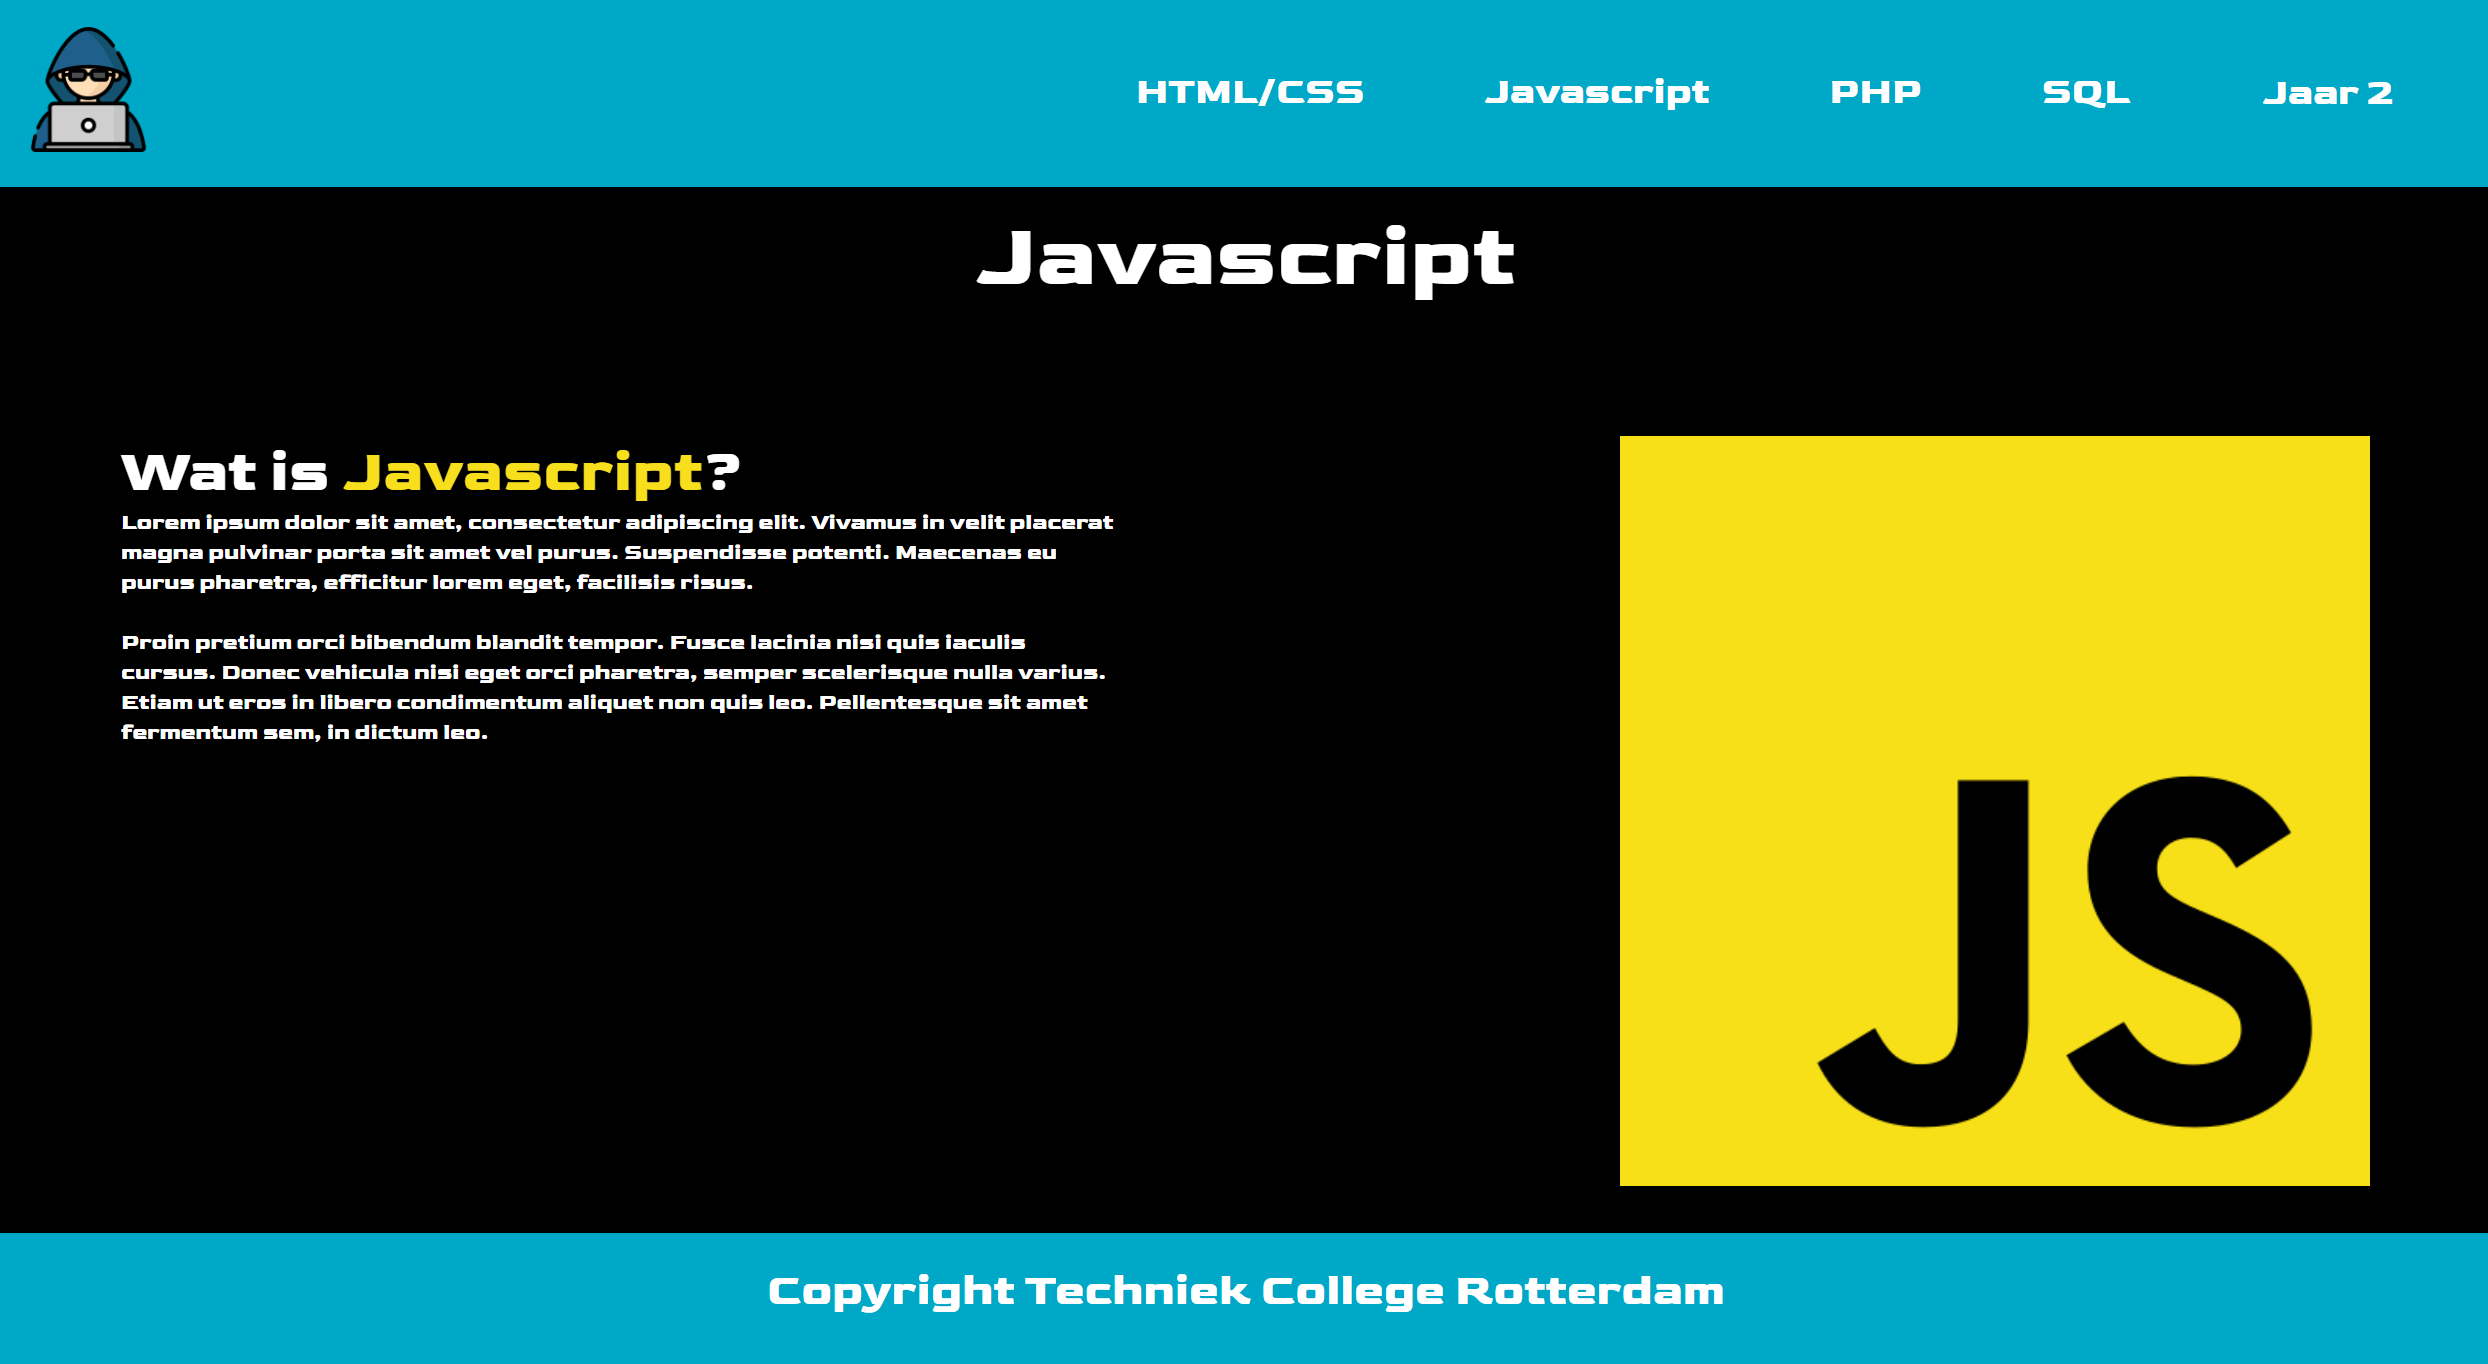 HTML/CSS Javascript PHP SQL Jaar 2
Javascript
Wat is Javascript?
Lorem ipsum dolor sit amet, consectetur adipiscing elit. Vivamus in velit placerat
magna pulvinar porta sit amet vel purus. Suspendisse potenti. Maecenas eu
purus pharetra, efficitur lorem eget, facilisis risus.
Proin pretium orci bibendum blandit tempor. Fusce lacinia nisi quis iaculis
cursus. Donec vehicula nisi eget orci pharetra, semper scelerisque nulla varius.
Etiam ut eros in libero condimentum aliquet non quis leo. Pellentesque sit amet
fermentum sem, in dictum leo.
JS
Copyright Techniek College Rotterdam